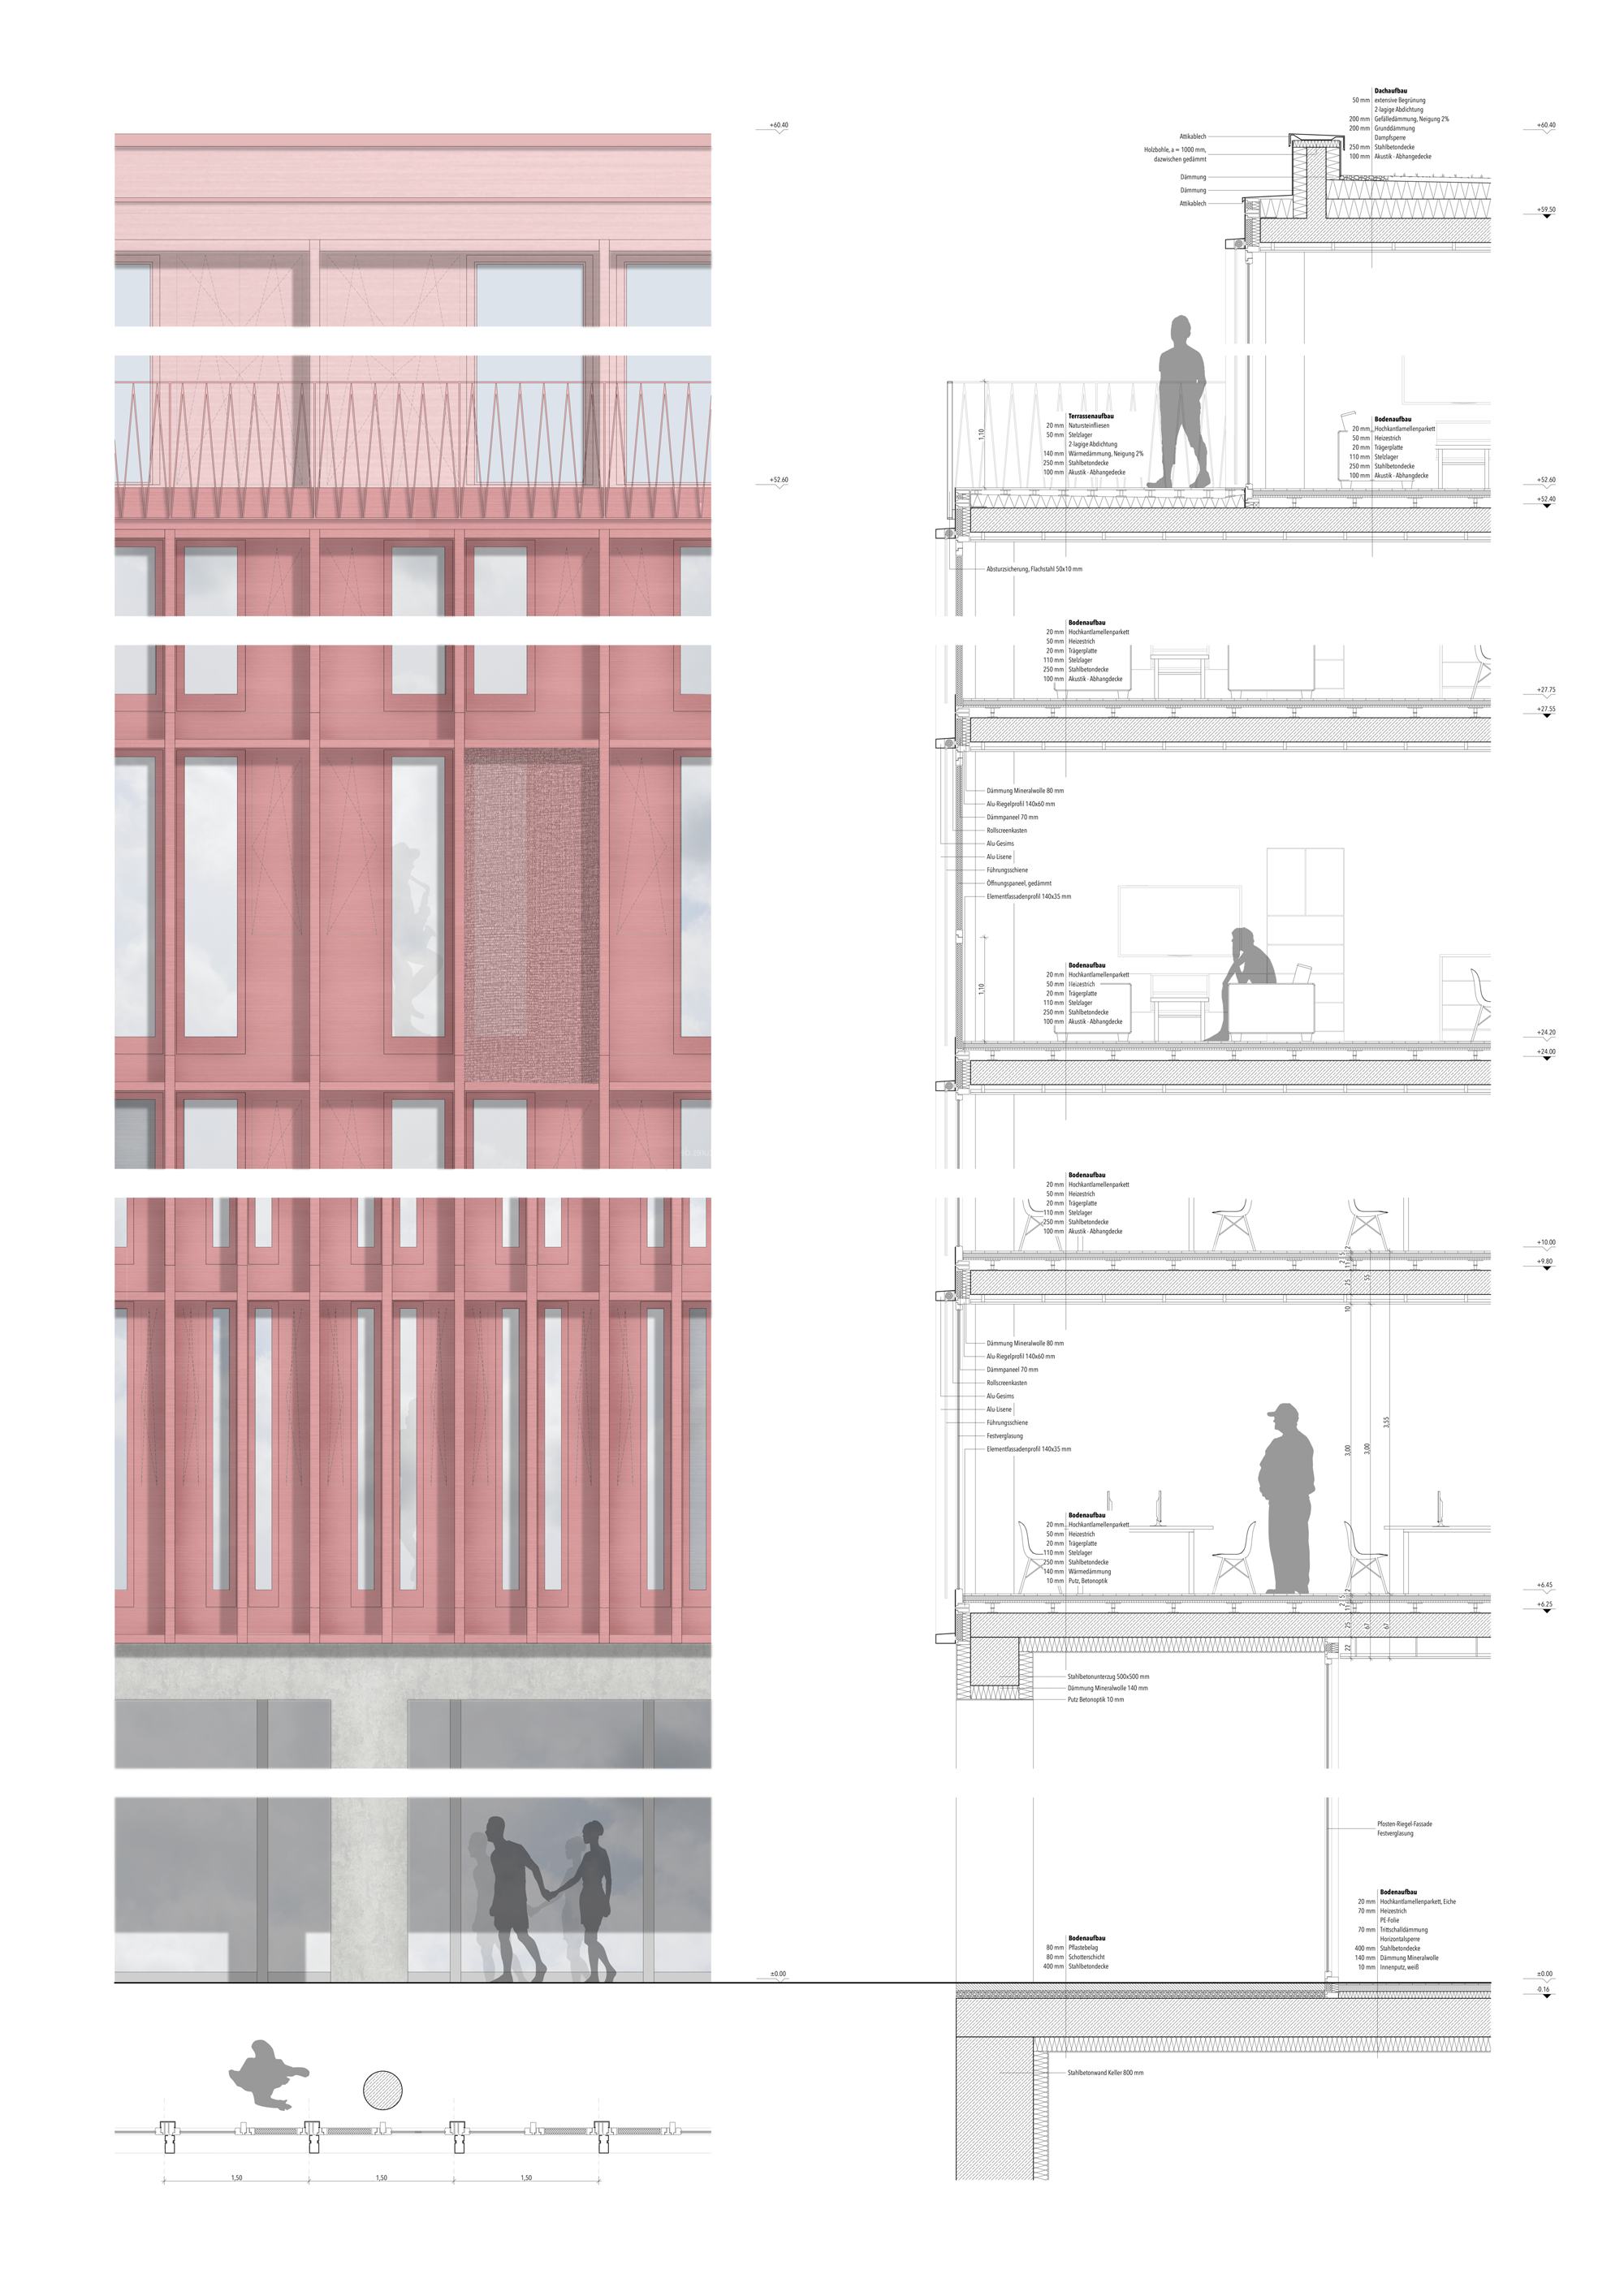 +60.40
+52.60
±0.00
1,50
1,50
1,50
Dachaufbau
50 mm extensive Begrünung
2-lagige Abdichtung
200 mm Gefälledämmung, Neigung 2%
200 mm Grunddämmung
Dampfsperre
250 mm Stahlbetondecke
100 mm Akustik - Abhangedecke
Attikablech
Holzbohle, a = 1000 mm,
dazwischen gedämmt
Dämmung
Dämmung
Attikablech
+60.40
+59.50
1,10
Terrassenaufbau
20 mm Natursteinfliesen
50 mm Stelzlager
2-lagige Abdichtung
140 mm Wärmedämmung, Neigung 2%
250 mm Stahlbetondecke
100 mm Akustik - Abhangedecke
Bodenaufbau
20 mm Hochkantlamellenparkett
50 mm Heizestrich
20 mm Trägerplatte
110 mm Stelzlager
250 mm Stahlbetondecke
100 mm Akustik - Abhangdecke
+52.60
+52.40
Absturzsicherung, Flachstahl 50x10 mm
Bodenaufbau
20 mm Hochkantlamellenparkett
50 mm Heizestrich
20 mm Trägerplatte
110 mm Stelzlager
250 mm Stahlbetondecke
100 mm Akustik - Abhangdecke
+27.75
+27.55
Dämmung Mineralwolle 80 mm
Alu-Riegelprofil 140x60 mm
Dämmpaneel 70 mm
Rollscreenkasten
Alu-Gesims
Alu-Lisene
Führungsschiene
Öffnungspaneel, gedämmt
Elementfassadenprofil 140x35 mm
1,10
Bodenaufbau
20 mm Hochkantlamellenparkett
50 mm Heizestrich
20 mm Trägerplatte
110 mm Stelzlager
250 mm Stahlbetondecke
100 mm Akustik - Abhangdecke
+24.20
+24.00
Bodenaufbau
20 mm Hochkantlamellenparkett
50 mm Heizestrich
20 mm Trägerplatte
110 mm Stelzlager
250 mm Stahlbetondecke
100 mm Akustik - Abhangdecke
+10.00
+9.80
2
5
2
11
25
10
55
Dämmung Mineralwolle 80 mm
Alu-Riegelprofil 140x60 mm
Dämmpaneel 70 mm
Rollscreenkasten
Alu-Gesims
Alu-Lisene
Führungsschiene
Festverglasung
Elementfassadenprofil 140x35 mm
3,00
3,00
3,55
Bodenaufbau
20 mm Hochkantlamellenparkett
50 mm Heizestrich
20 mm Trägerplatte
110 mm Stelzlager
250 mm Stahlbetondecke
140 mm Wärmedämmung
10 mm Putz, Betonoptik
+6.45
+6.25
2
5
2
11
25
22
67
67
Stahlbetonunterzug 500x500 mm
Dämmung Mineralwolle 140 mm
Putz Betonoptik 10 mm
Pfosten-Riegel-Fassade
Festverglasung
Bodenaufbau
80 mm Pflastebelag
80 mm Schotterschicht
400 mm Stahlbetondecke
Bodenaufbau
20 mm Hochkantlamellenparkett, Eiche
70 mm Heizestrich
PE-Folie
70 mm Trittschalldämmung
Horizontalsperre
400 mm Stahlbetondecke
140 mm Dämmung Mineralwolle
10 mm Innenputz, weiß
±0.00
-0.16
Stahlbetonwand Keller 800 mm